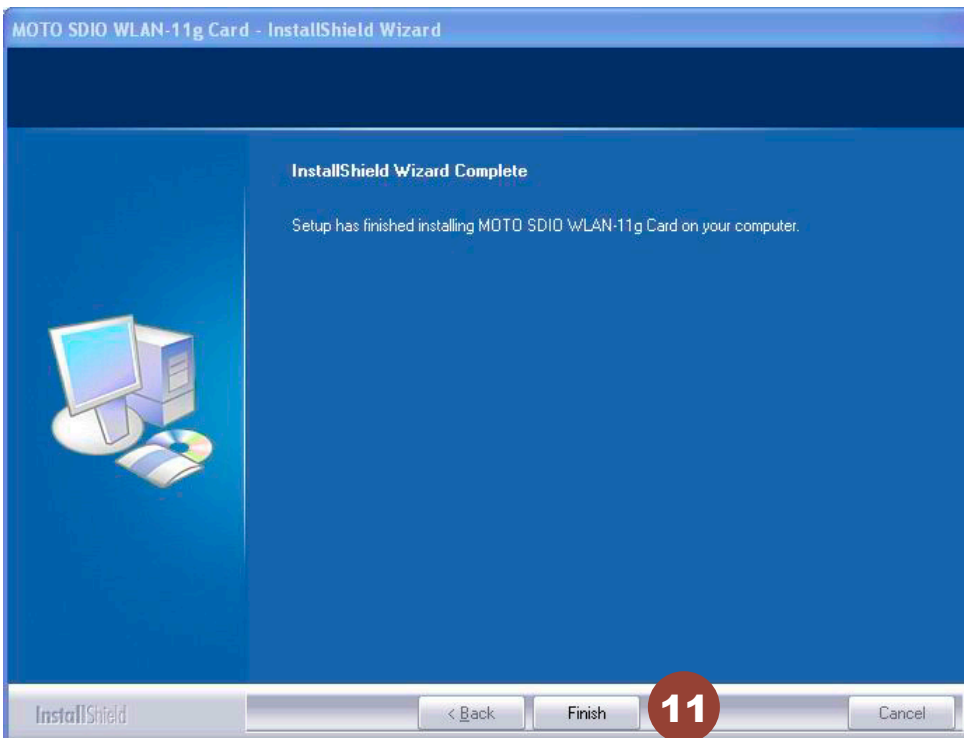 MOTO SDIO WLAN-11g Card - InstallShield Wizard
InstallShield Wizard Complete
Setup has finished installing MOTO SDIO WLAN-11g Card on your computer.
InstallShield
< Back
Finish
11
Cancel